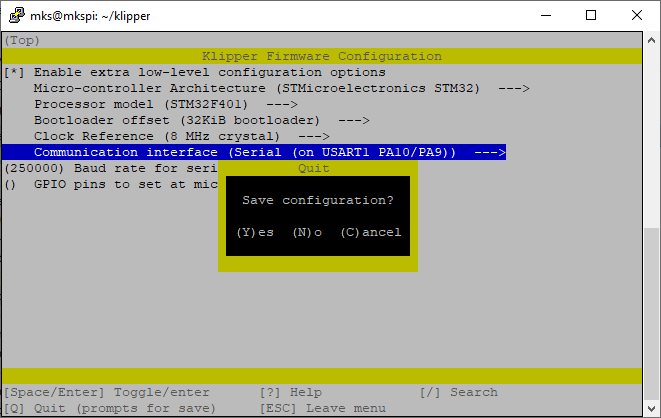 mks@mkspi: ~/klipper
(Top)
Klipper Firmware Configuration
[*] Enable extra low-level configuration options
Micro-controller Architecture (STMicroelectronics STM32)  --->
Processor model (STM32F401)  --->
Bootloader offset (32KiB bootloader)  --->
Clock Reference (8 MHz crystal)  --->
Communication interface (Serial (on USART1 PA10/PA9))  --->
(250000) Baud rate for seri
()  GPIO pins to set at mic
Quit
Save configuration?
(Y)es  (N)o  (C)ancel
[Space/Enter] Toggle/enter      [?] Help            [/] Search
[Q] Quit (prompts for save)     [ESC] Leave menu